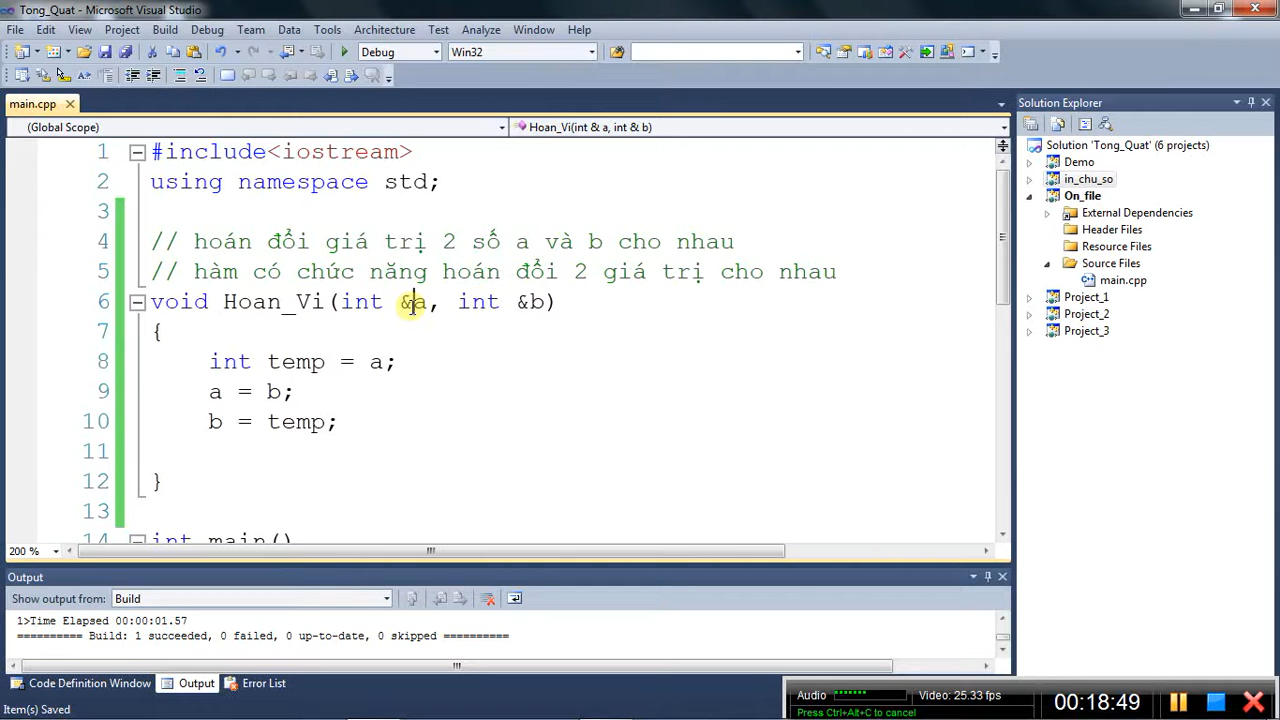 Tong_Quat - Microsoft Visual Studio
File Edit View Project Build Debug Team Data Tools Architecture Test Analyze Window Help
Debug Win32
main.cpp
(Global Scope) Hoan_Vi(int & a, int & b)
1 #include<iostream>
2 using namespace std;
3
4 // hoán đổi giá trị 2 số a và b cho nhau
5 // hàm có chức năng hoán đổi 2 giá trị cho nhau
6 void Hoan_Vi(int &a, int &b)
7 {
8 int temp = a;
9 a = b;
10 b = temp;
11
12 }
13
14 int main()
200 %
Output
Show output from: Build
1>Time Elapsed 00:00:01.57
========== Build: 1 succeeded, 0 failed, 0 up-to-date, 0 skipped ==========
Code Definition Window Output Error List
Item(s) Saved
Solution Explorer
Solution 'Tong_Quat' (6 projects)
Demo
in_chu_so
On_file
External Dependencies
Header Files
Resource Files
Source Files
main.cpp
Project_1
Project_2
Project_3
Audio Video: 25.33 fps
Press Ctrl+Alt+C to cancel
00:18:49